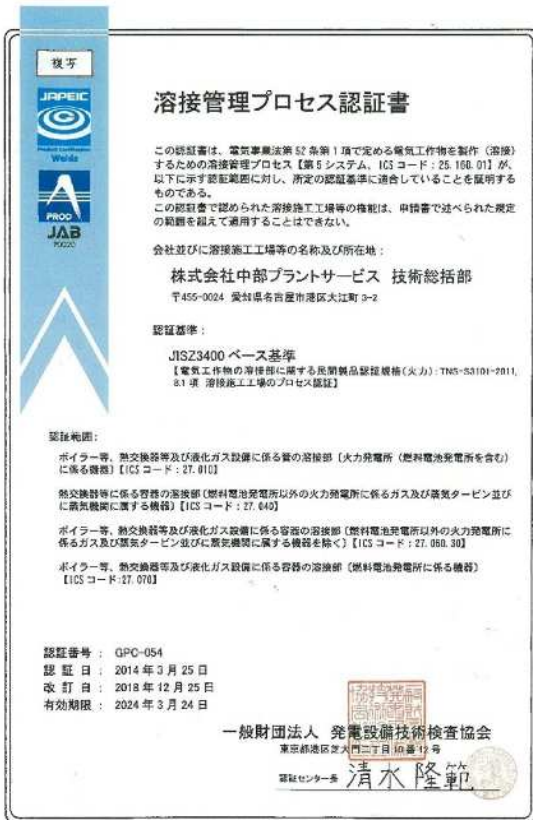 複写
JAPEIC
Product Certification
Welds
PROD
JAB
溶接管理プロセス認証書
この認証書は、電気事業法第52条第1項で定める電気工作物を製作（溶接）
するための溶接管理プロセス【第5システム、ICSコード：25.160.01】が、
以下に示す認証範囲に対し、所定の認証基準に適合していることを証明する
ものである。
この認証書で認められた溶接施工工場等の権能は、申請書で述べられた規定
の範囲を超えて適用することはできない。
会社並びに溶接施工工場等の名称及び所在地：
株式会社中部プラントサービス 技術総括部
〒455-0024 愛知県名古屋市港区大江町3-2
認証基準：
JISZ3400ベース基準
【電気工作物の溶接部に関する民間製品認証規格(火力)：TNS-S3101-2011,
8.1項 溶接施工工場のプロセス認証】
認証範囲：
ボイラー等、熱交換器等及び液化ガス設備に係る管の溶接部〔火力発電所（燃料電池発電所を含む）
に係る機器〕【ICSコード：27.010】
熱交換器等に係る容器の溶接部〔燃料電池発電所以外の火力発電所に係るガス及び蒸気タービン並び
に蒸気機関に属する機器〕【ICSコード：27.040】
ボイラー等、熱交換器等及び液化ガス設備に係る容器の溶接部〔燃料電池発電所以外の火力発電所に
係るガス及び蒸気タービン並びに蒸気機関に属する機器を除く〕【ICSコード：27.060.30】
ボイラー等、熱交換器等及び液化ガス設備に係る容器の溶接部〔燃料電池発電所に係る機器〕
【ICSコード:27.070】
認証番号： GPC-054
認証日： 2014年3月25日
改訂日： 2018年12月25日
有効期限： 2024年3月24日
一般財団法人 発電設備技術検査協会
東京都港区芝大門二丁目10番12号
認証センター長 清水隆範